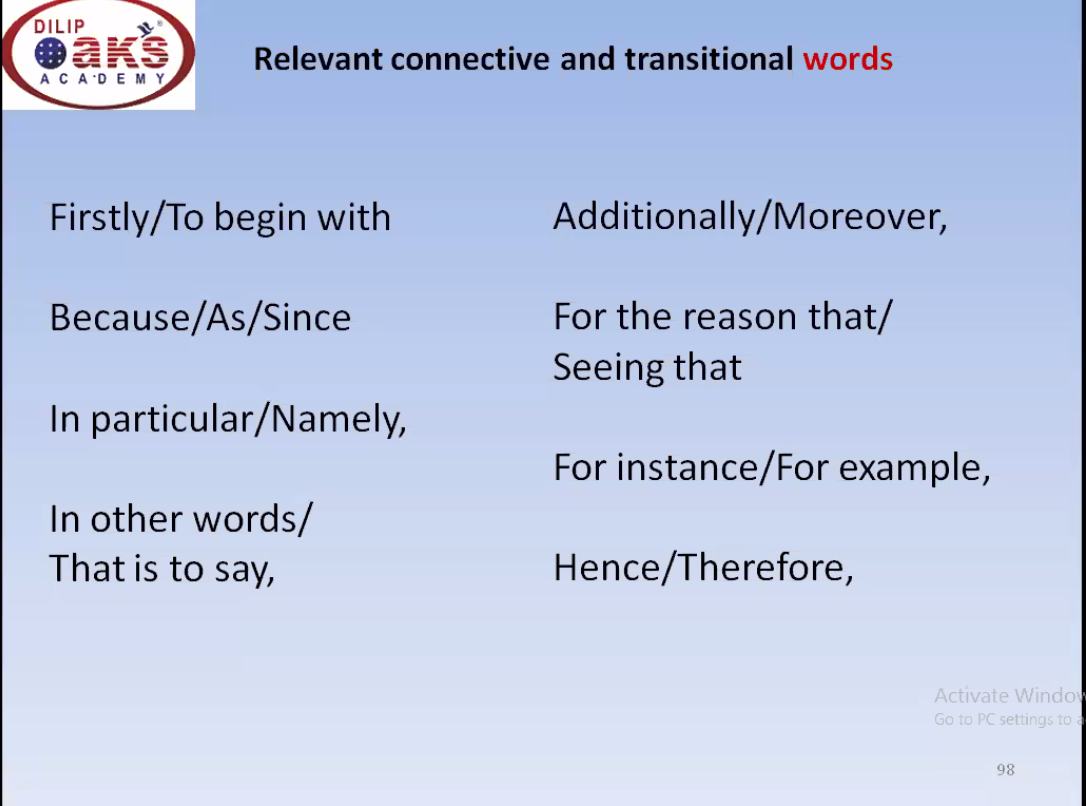 DILIP
Oak's
ACADEMY
Relevant connective and transitional words
Firstly/To begin with
Because/As/Since
In particular/Namely,
In other words/
That is to say,
Additionally/Moreover,
For the reason that/
Seeing that
For instance/For example,
Hence/Therefore,
Activate Window
Go to PC settings to a
98